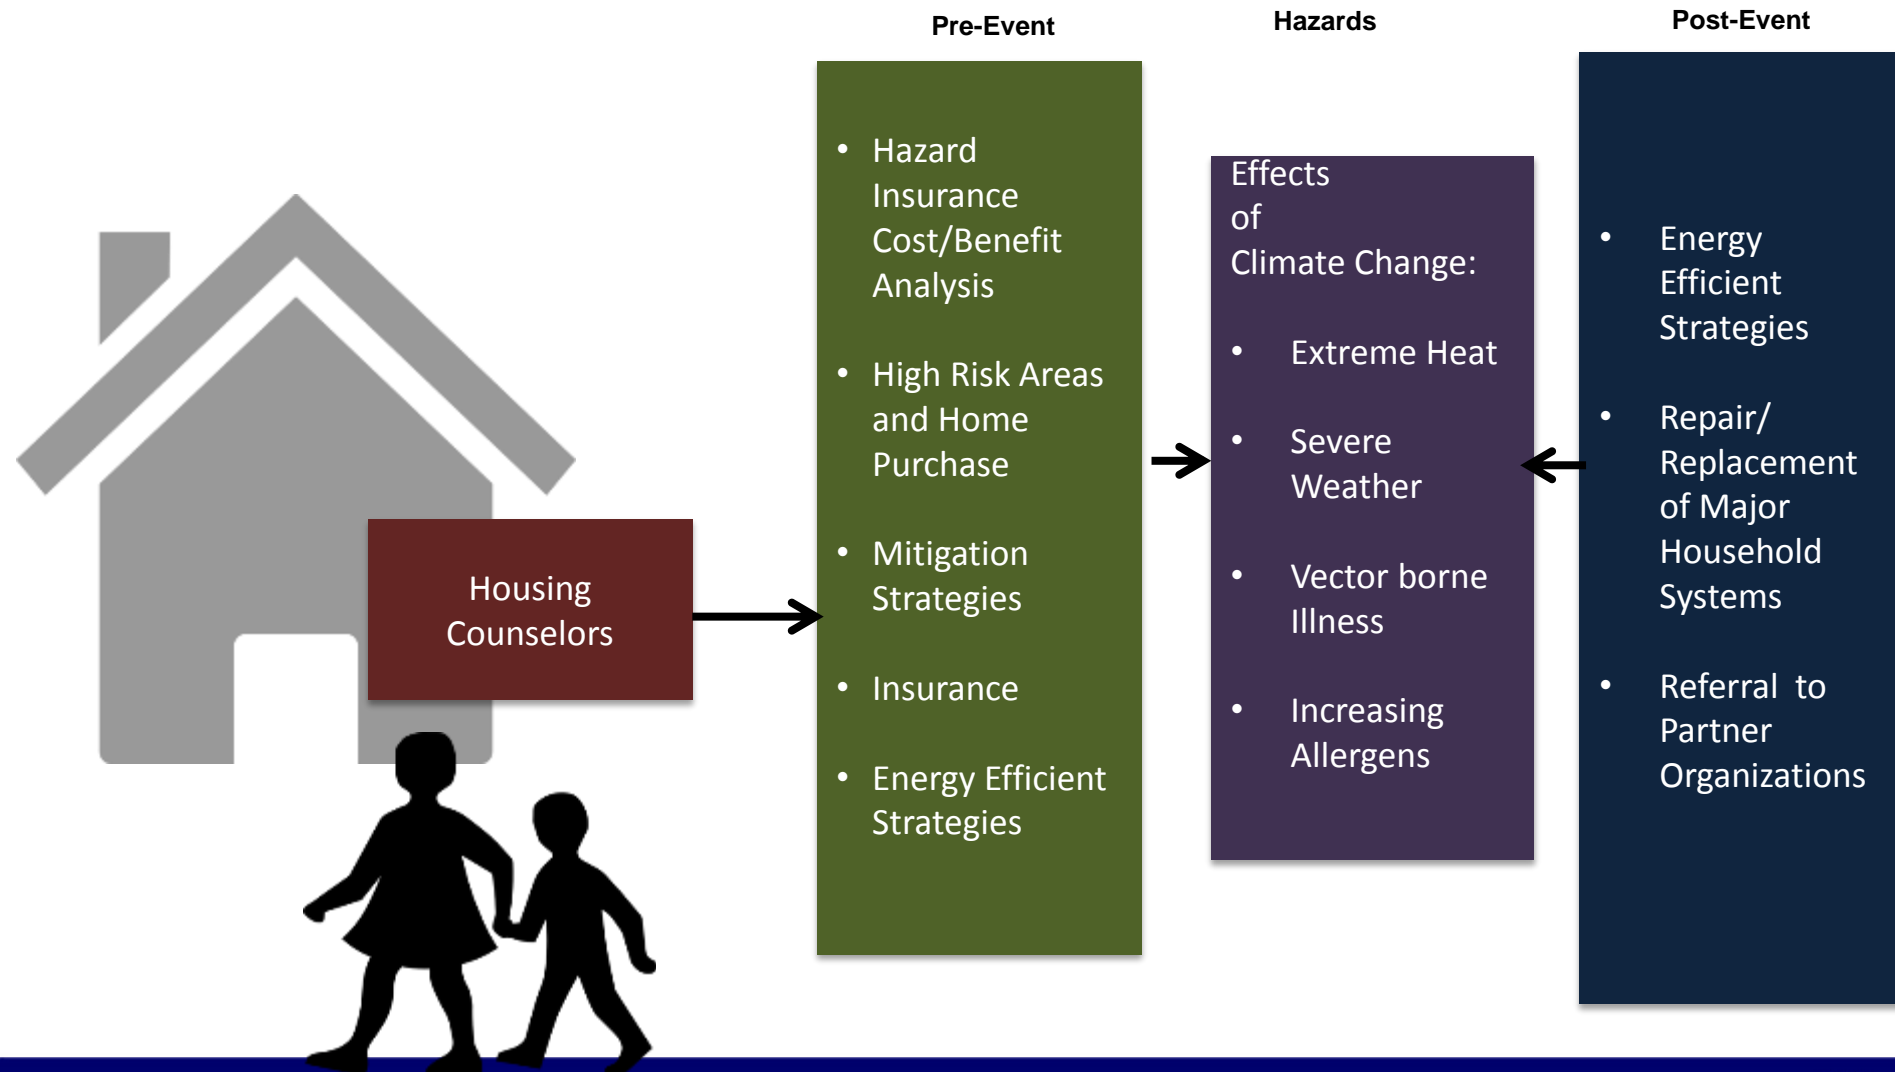 Pre-Event
Hazards
Post-Event
Housing
Counselors
• Hazard
Insurance
Cost/Benefit
Analysis
• High Risk Areas
and Home
Purchase
• Mitigation
Strategies
• Insurance
• Energy Efficient
Strategies
Effects
of
Climate Change:
• Extreme Heat
• Severe
Weather
• Vector borne
Illness
• Increasing
Allergens
• Energy
Efficient
Strategies
• Repair/
Replacement
of Major
Household
Systems
• Referral to
Partner
Organizations